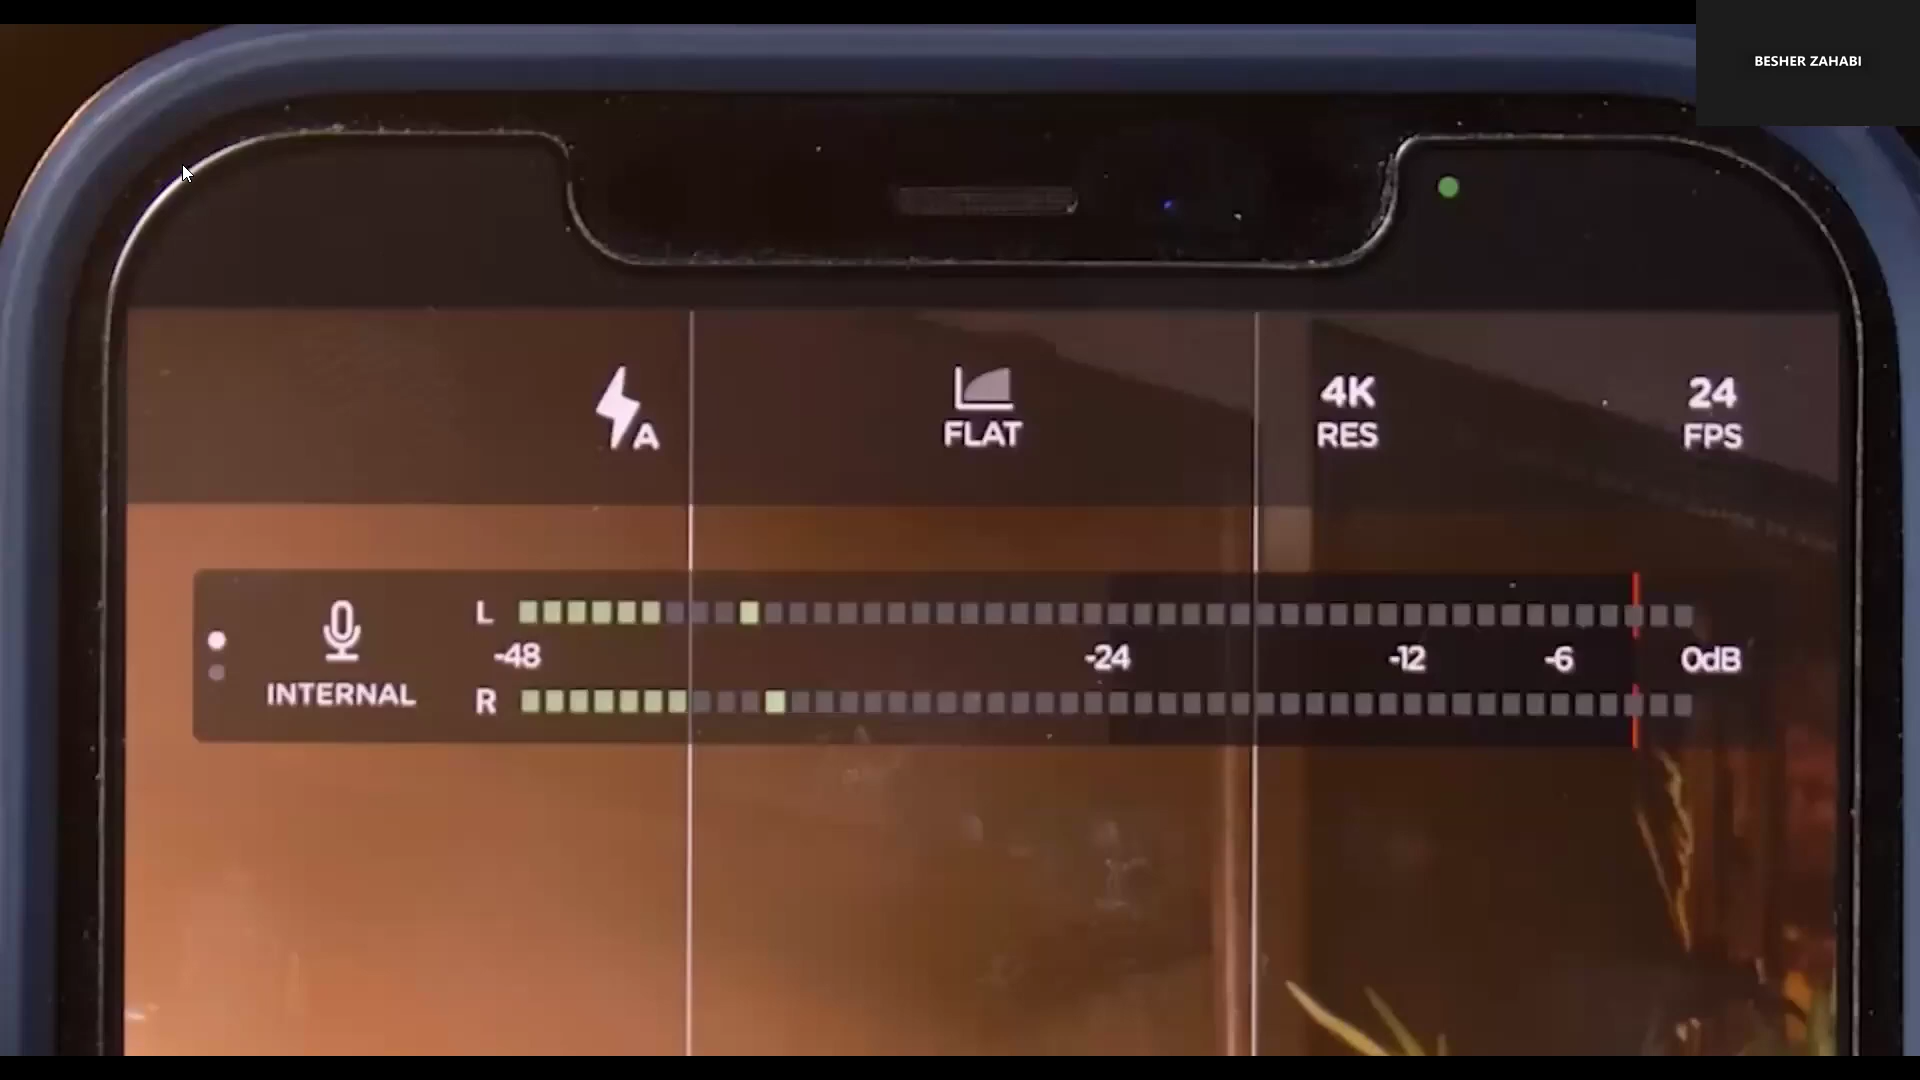 BESHER ZAHABI
A
FLAT
4K
RES
24
FPS
L
-48 -24 -12 -6 0dB
INTERNAL
R